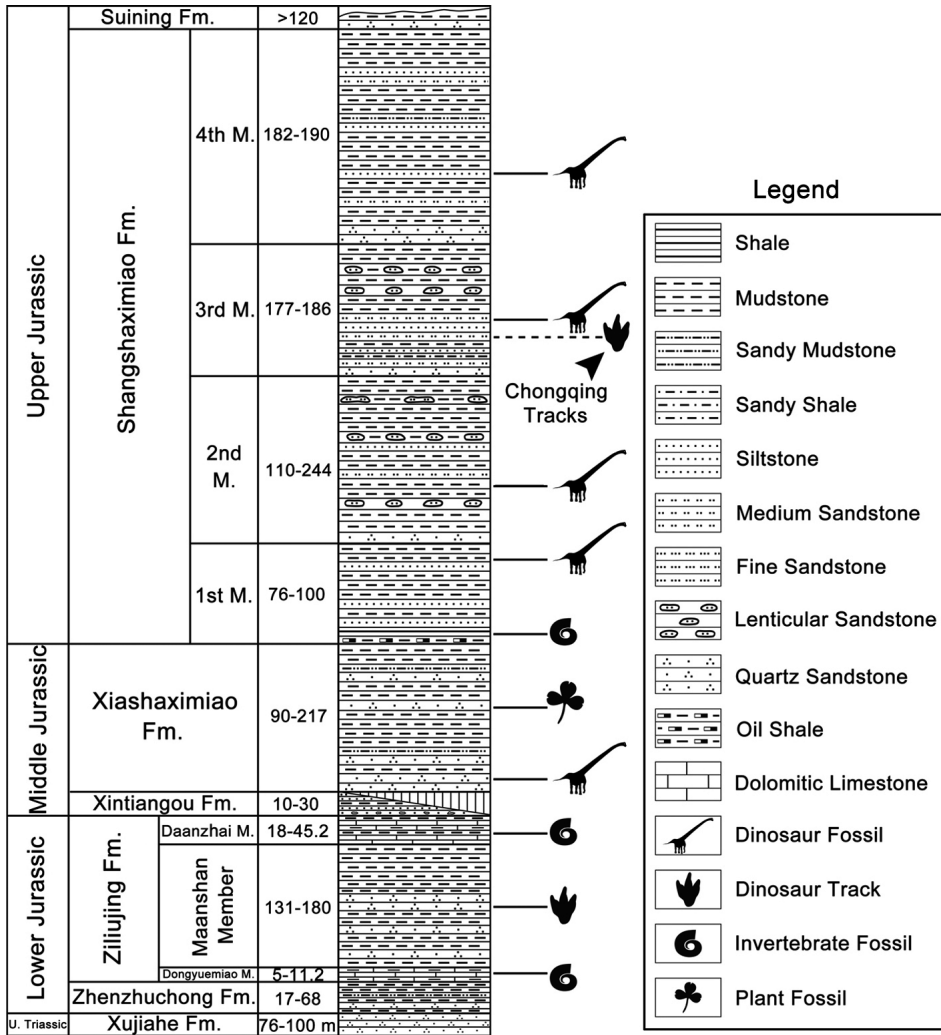 Suining Fm.
>120
Upper Jurassic
Shangshaximiao Fm.
4th M.
182-190
3rd M.
177-186
Chongqing
Tracks
2nd
M.
110-244
1st M.
76-100
Middle Jurassic
Xiashaximiao
Fm.
90-217
Xintiangou Fm.
10-30
Lower Jurassic
Ziliujing Fm.
Daanzhai M.
18-45.2
Maanshan
Member
131-180
Dongyuemiao M.
5-11.2
Zhenzhuchong Fm.
17-68
U. Triassic
Xujiahe Fm.
76-100 m
Legend
Shale
Mudstone
Sandy Mudstone
Sandy Shale
Siltstone
Medium Sandstone
Fine Sandstone
Lenticular Sandstone
Quartz Sandstone
Oil Shale
Dolomitic Limestone
Dinosaur Fossil
Dinosaur Track
Invertebrate Fossil
Plant Fossil